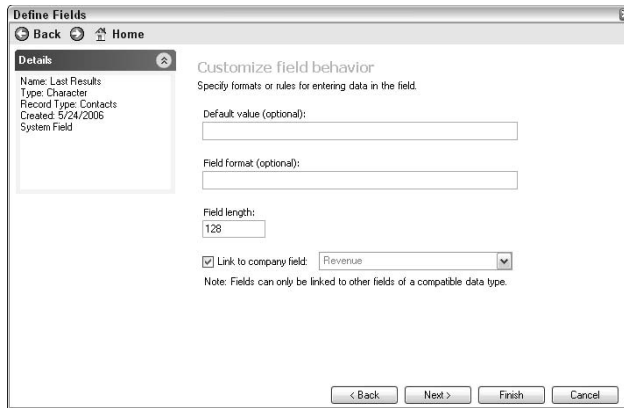 Define Fields
Back Home
Details
Name: Last Results
Type: Character
Record Type: Contacts
Created: 5/24/2006
System Field
Customize field behavior
Specify formats or rules for entering data in the field.
Default value (optional):
Field format (optional):
Field length:
128
Link to company field: Revenue
Note: Fields can only be linked to other fields of a compatible data type.
< Back Next > Finish Cancel